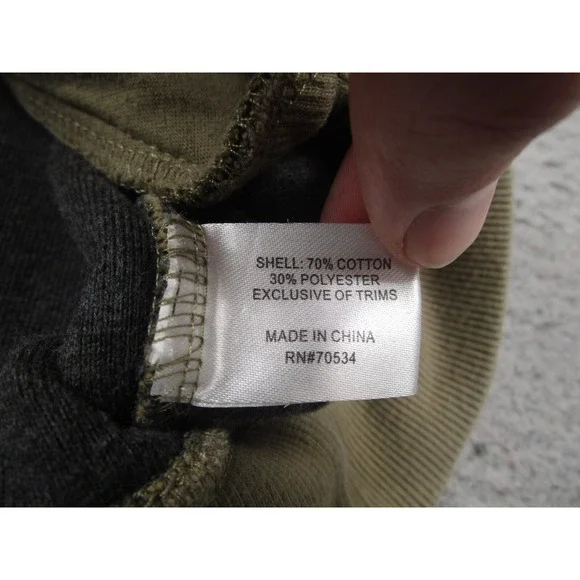 SHELL: 70% COTTON
30% POLYESTER
EXCLUSIVE OF TRIMS
MADE IN CHINA
RN#70534